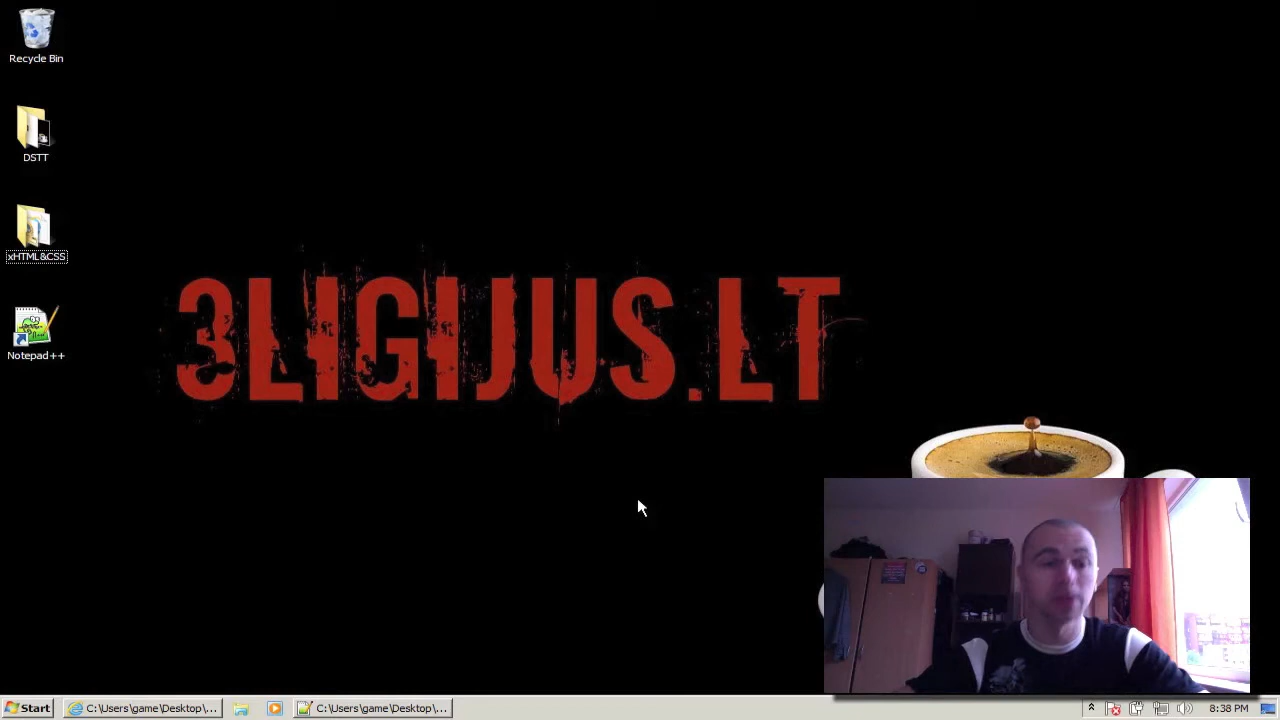 Recycle Bin
DSTT
xHTML&CSS
Notepad++
3LIGIJUS.LT
Start
C:\Users\game\Desktop\...
C:\Users\game\Desktop\...
8:38 PM